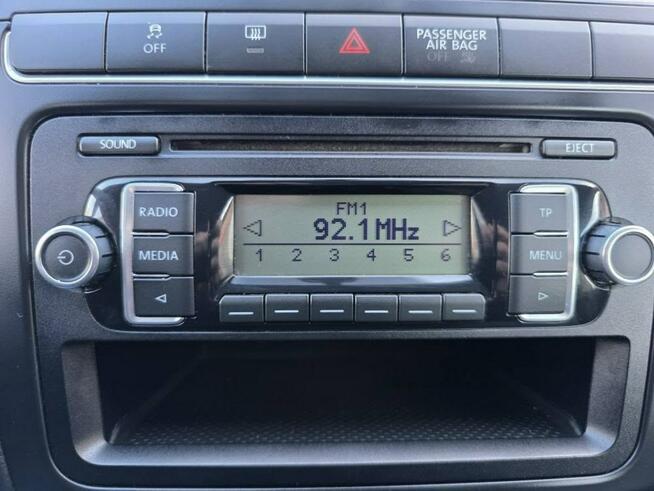 OFF
PASSENGER
AIR BAG
OFF
SOUND
EJECT
RADIO
MEDIA
FM1
92.1MHz
1 2 3 4 5 6
TP
MENU